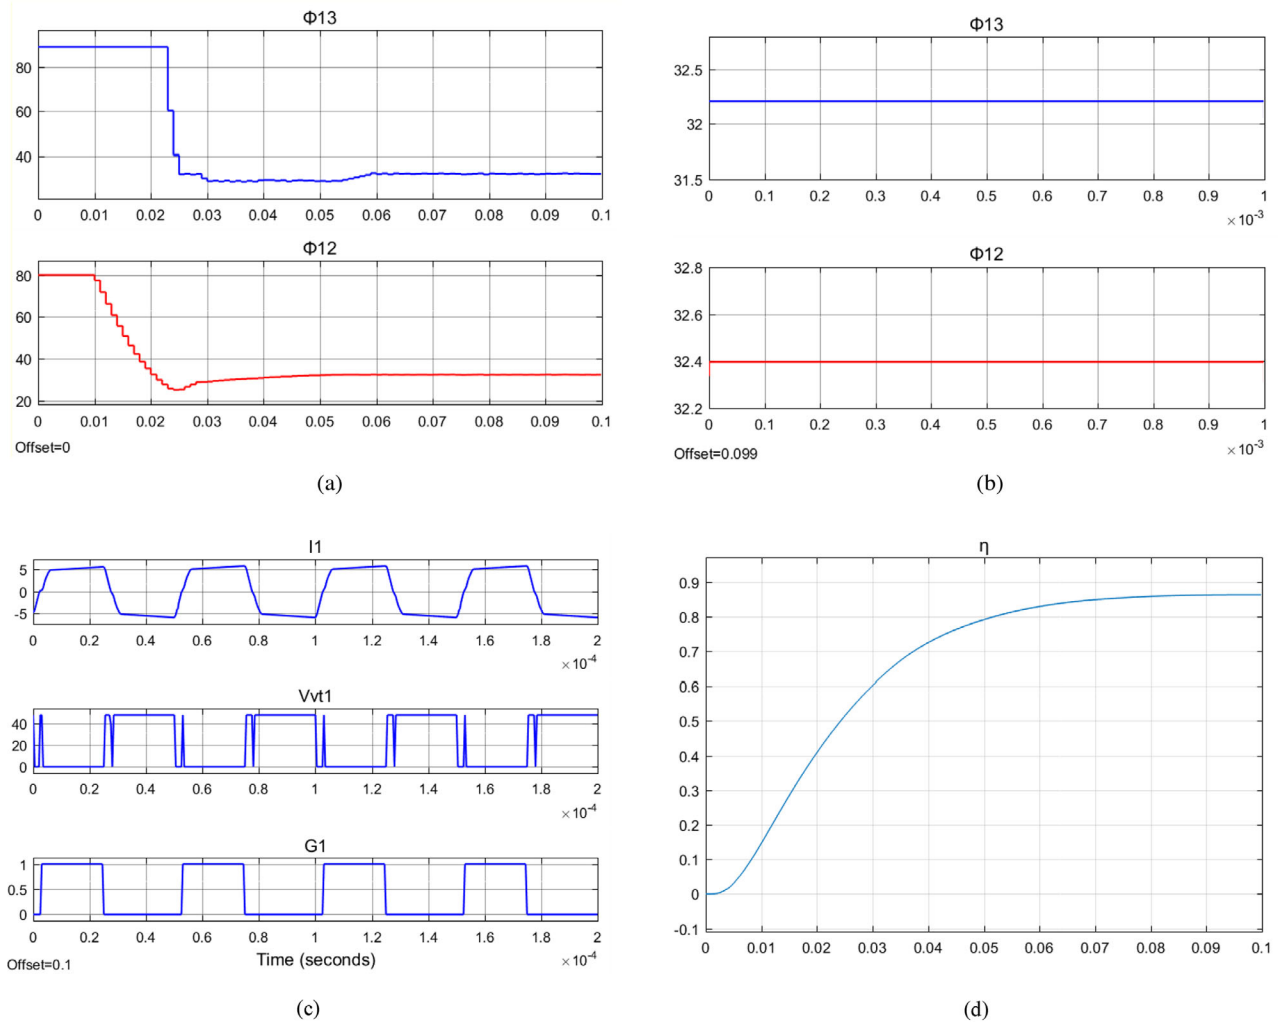 Φ13
80
60
40
0 0.01 0.02 0.03 0.04 0.05 0.06 0.07 0.08 0.09 0.1
Φ12
80
60
40
20
0 0.01 0.02 0.03 0.04 0.05 0.06 0.07 0.08 0.09 0.1
Offset=0
(a)
Φ13
32.5
32
31.5
0 0.1 0.2 0.3 0.4 0.5 0.6 0.7 0.8 0.9 1
×10-3
Φ12
32.8
32.6
32.4
32.2
0 0.1 0.2 0.3 0.4 0.5 0.6 0.7 0.8 0.9 1
Offset=0.099 ×10-3
(b)
I1
5
0
-5
0 0.2 0.4 0.6 0.8 1 1.2 1.4 1.6 1.8 2
×10-4
Vvt1
40
20
0
0 0.2 0.4 0.6 0.8 1 1.2 1.4 1.6 1.8 2
×10-4
G1
1
0.5
0
0 0.2 0.4 0.6 0.8 1 1.2 1.4 1.6 1.8 2
Offset=0.1 Time (seconds) ×10-4
(c)
η
0.9
0.8
0.7
0.6
0.5
0.4
0.3
0.2
0.1
0
-0.1
0 0.01 0.02 0.03 0.04 0.05 0.06 0.07 0.08 0.09 0.1
(d)